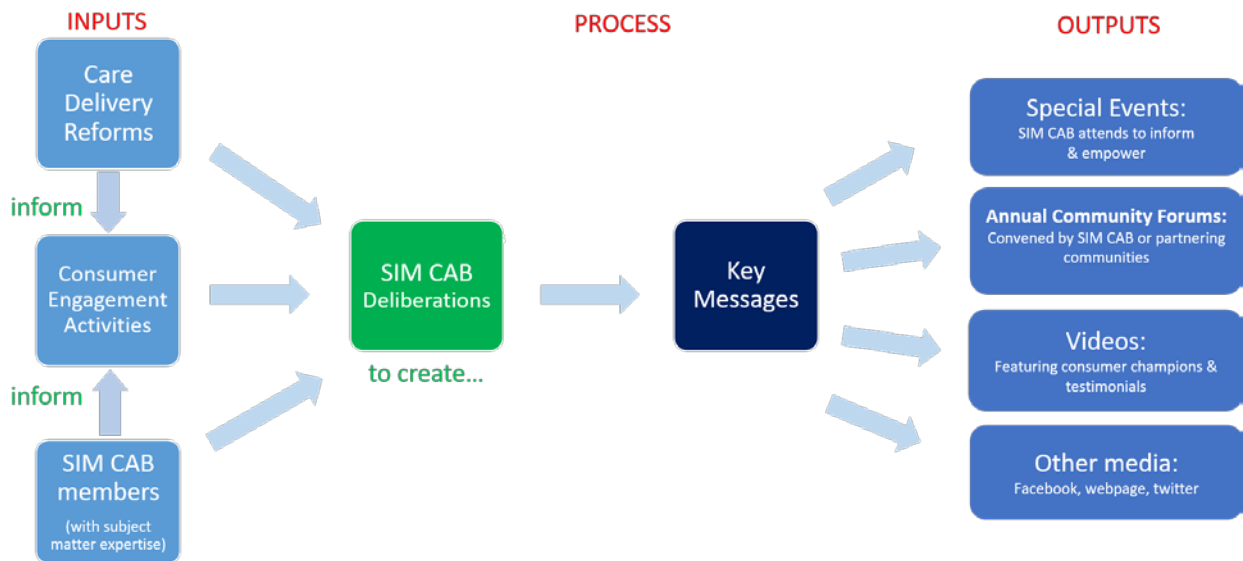 INPUTS
Care
Delivery
Reforms
inform
Consumer
Engagement
Activities
inform
SIM CAB
members
(with subject
matter expertise)
PROCESS
SIM CAB
Deliberations
to create...
Key
Messages
OUTPUTS
Special Events:
SIM CAB attends to inform
& empower
Annual Community Forums:
Convened by SIM CAB or partnering
communities
Videos:
Featuring consumer champions &
testimonials
Other media:
Facebook, webpage, twitter